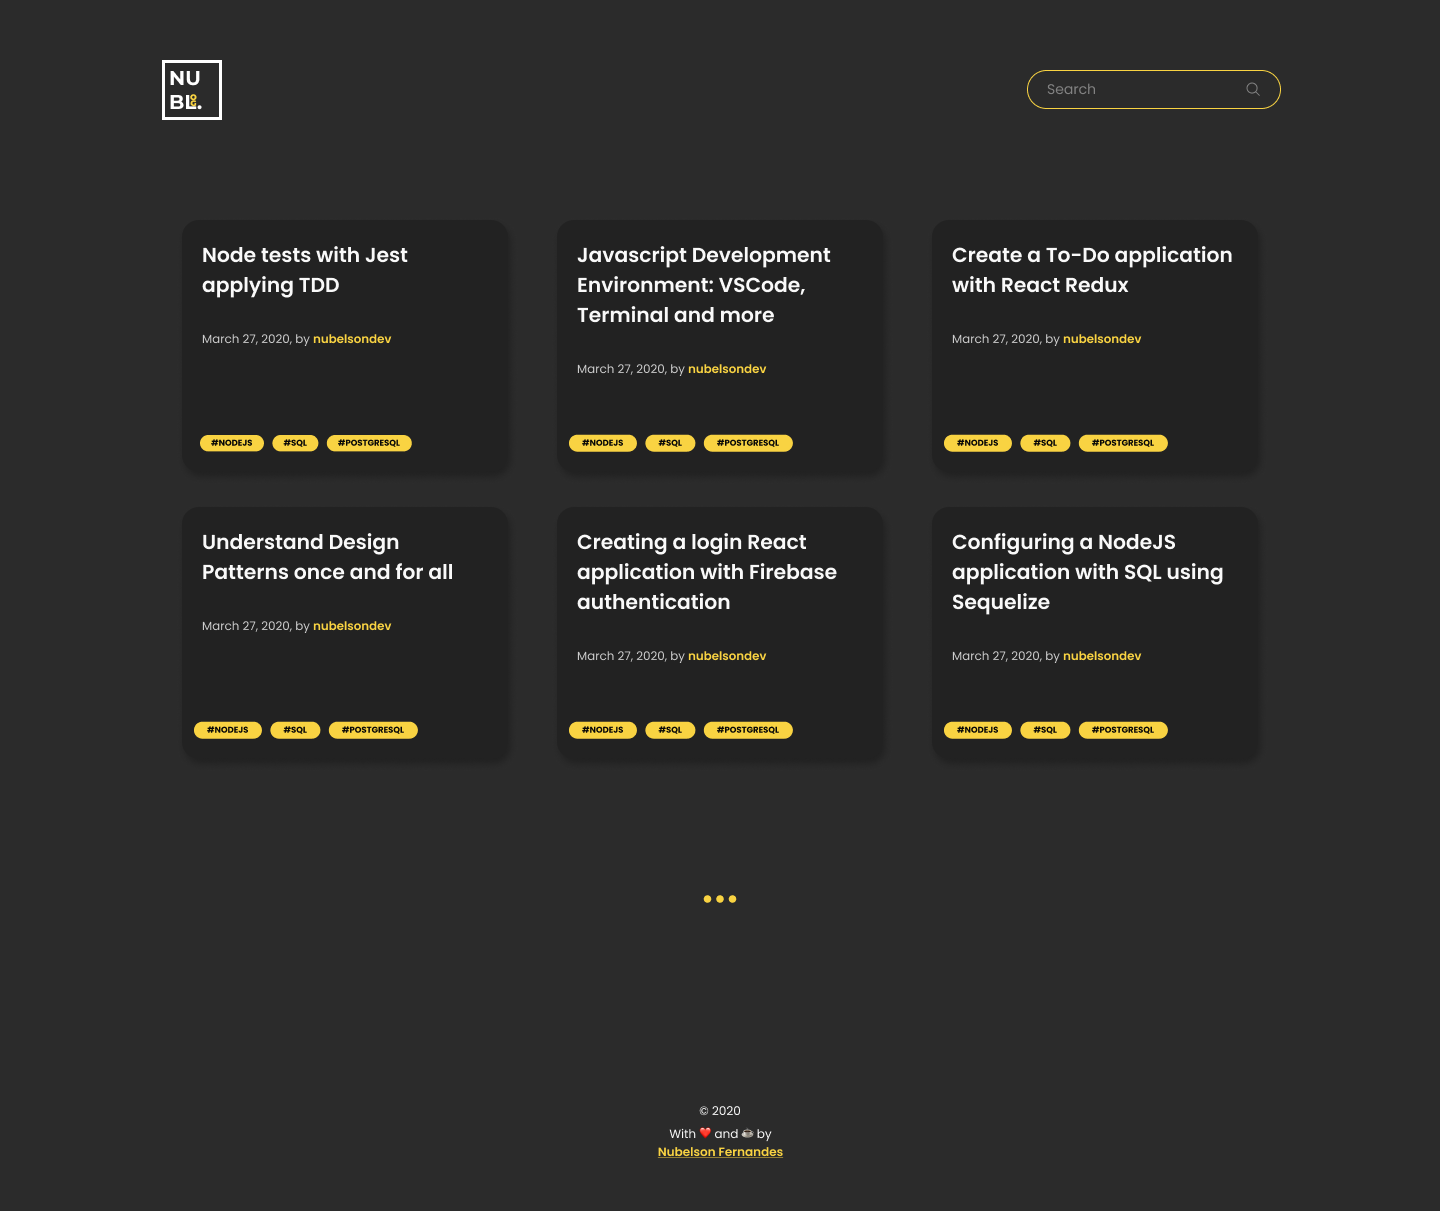 NU
BL.
OG
Search
Node tests with Jest
applying TDD
March 27, 2020, by nubelsondev
#NODEJS #SQL #POSTGRESQL
Javascript Development
Environment: VSCode,
Terminal and more
March 27, 2020, by nubelsondev
#NODEJS #SQL #POSTGRESQL
Create a To-Do application
with React Redux
March 27, 2020, by nubelsondev
#NODEJS #SQL #POSTGRESQL
Understand Design
Patterns once and for all
March 27, 2020, by nubelsondev
#NODEJS #SQL #POSTGRESQL
Creating a login React
application with Firebase
authentication
March 27, 2020, by nubelsondev
#NODEJS #SQL #POSTGRESQL
Configuring a NodeJS
application with SQL using
Sequelize
March 27, 2020, by nubelsondev
#NODEJS #SQL #POSTGRESQL
© 2020
With ❤️ and ☕ by
Nubelson Fernandes